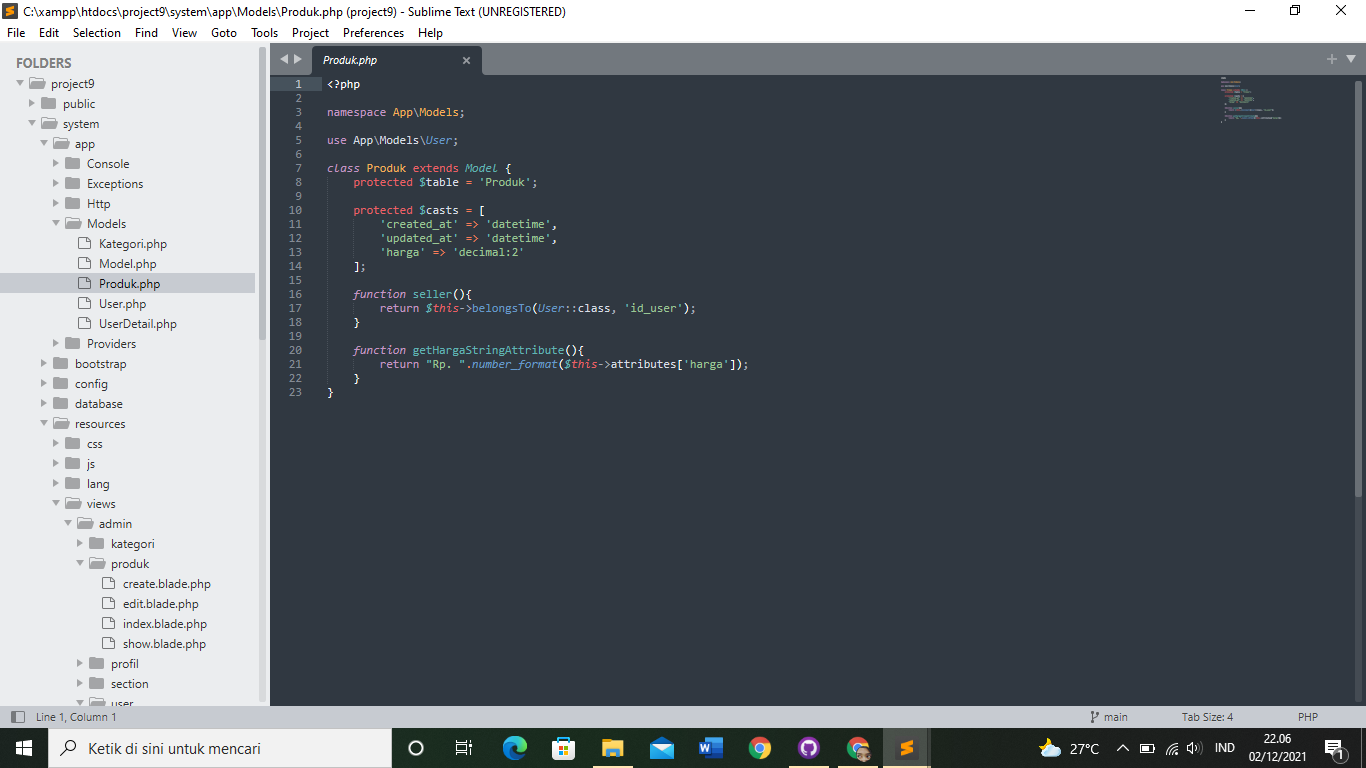 C:\xampp\htdocs\project9\system\app\Models\Produk.php (project9) - Sublime Text (UNREGISTERED)
File Edit Selection Find View Goto Tools Project Preferences Help
FOLDERS
project9
public
system
app
Console
Exceptions
Http
Models
Kategori.php
Model.php
Produk.php
User.php
UserDetail.php
Providers
bootstrap
config
database
resources
css
js
lang
views
admin
kategori
produk
create.blade.php
edit.blade.php
index.blade.php
show.blade.php
profil
section
user
Produk.php
1 <?php
2
3 namespace App\Models;
4
5 use App\Models\User;
6
7 class Produk extends Model {
8     protected $table = 'Produk';
9
10     protected $casts = [
11         'created_at' => 'datetime',
12         'updated_at' => 'datetime',
13         'harga' => 'decimal:2'
14     ];
15
16     function seller(){
17         return $this->belongsTo(User::class, 'id_user');
18     }
19
20     function getHargaStringAttribute(){
21         return "Rp. ".number_format($this->attributes['harga']);
22     }
23 }
Line 1, Column 1
main
Tab Size: 4
PHP
Ketik di sini untuk mencari
27°C
IND
22.06
02/12/2021
1